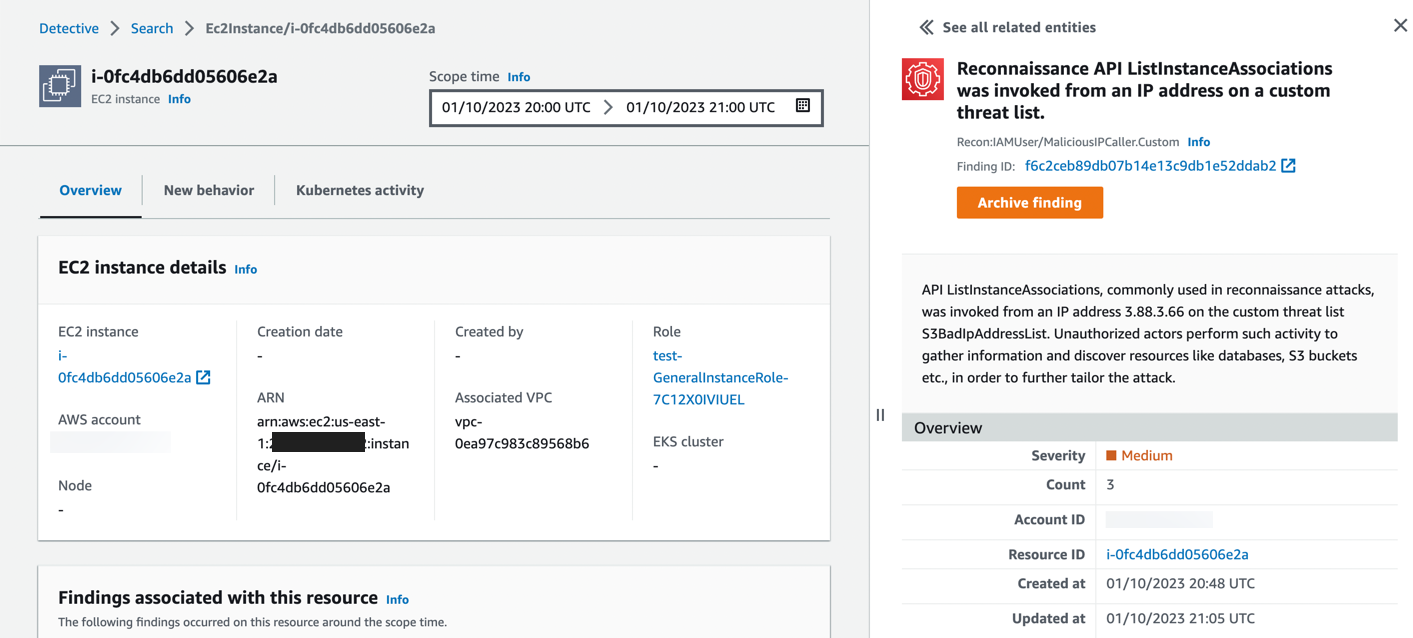 Detective > Search > Ec2Instance/i-0fc4db6dd05606e2a
i-0fc4db6dd05606e2a
EC2 instance Info
Scope time Info
01/10/2023 20:00 UTC > 01/10/2023 21:00 UTC
Overview
New behavior
Kubernetes activity
EC2 instance details Info
EC2 instance
i-
0fc4db6dd05606e2a
AWS account
Node
-
Creation date
-
ARN
arn:aws:ec2:us-east-
1: :instan
ce/i-
0fc4db6dd05606e2a
Created by
-
Associated VPC
vpc-
0ea97c983c89568b6
Role
test-
GeneralInstanceRole-
7C12X0IVIUEL
EKS cluster
-
Findings associated with this resource Info
The following findings occurred on this resource around the scope time.
See all related entities
Reconnaissance API ListInstanceAssociations
was invoked from an IP address on a custom
threat list.
Recon:IAMUser/MaliciousIPCaller.Custom Info
Finding ID: f6c2ceb89db07b14e13c9db1e52ddab2
Archive finding
API ListInstanceAssociations, commonly used in reconnaissance attacks,
was invoked from an IP address 3.88.3.66 on the custom threat list
S3BadIpAddressList. Unauthorized actors perform such activity to
gather information and discover resources like databases, S3 buckets
etc., in order to further tailor the attack.
Overview
Severity Medium
Count 3
Account ID
Resource ID i-0fc4db6dd05606e2a
Created at 01/10/2023 20:48 UTC
Updated at 01/10/2023 21:05 UTC